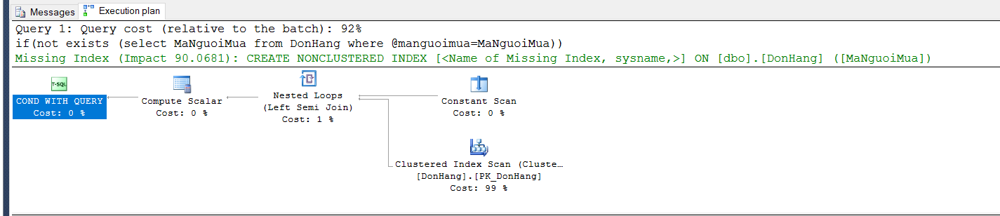 Messages
Execution plan
Query 1: Query cost (relative to the batch): 92%
if(not exists (select MaNguoiMua from DonHang where @manguoimua=MaNguoiMua))
Missing Index (Impact 90.0681): CREATE NONCLUSTERED INDEX [<Name of Missing Index, sysname,>] ON [dbo].[DonHang] ([MaNguoiMua])
T-SQL
COND WITH QUERY
Cost: 0 %
Compute Scalar
Cost: 0 %
Nested Loops
(Left Semi Join)
Cost: 1 %
Constant Scan
Cost: 0 %
Clustered Index Scan (Cluste…
[DonHang].[PK_DonHang]
Cost: 99 %